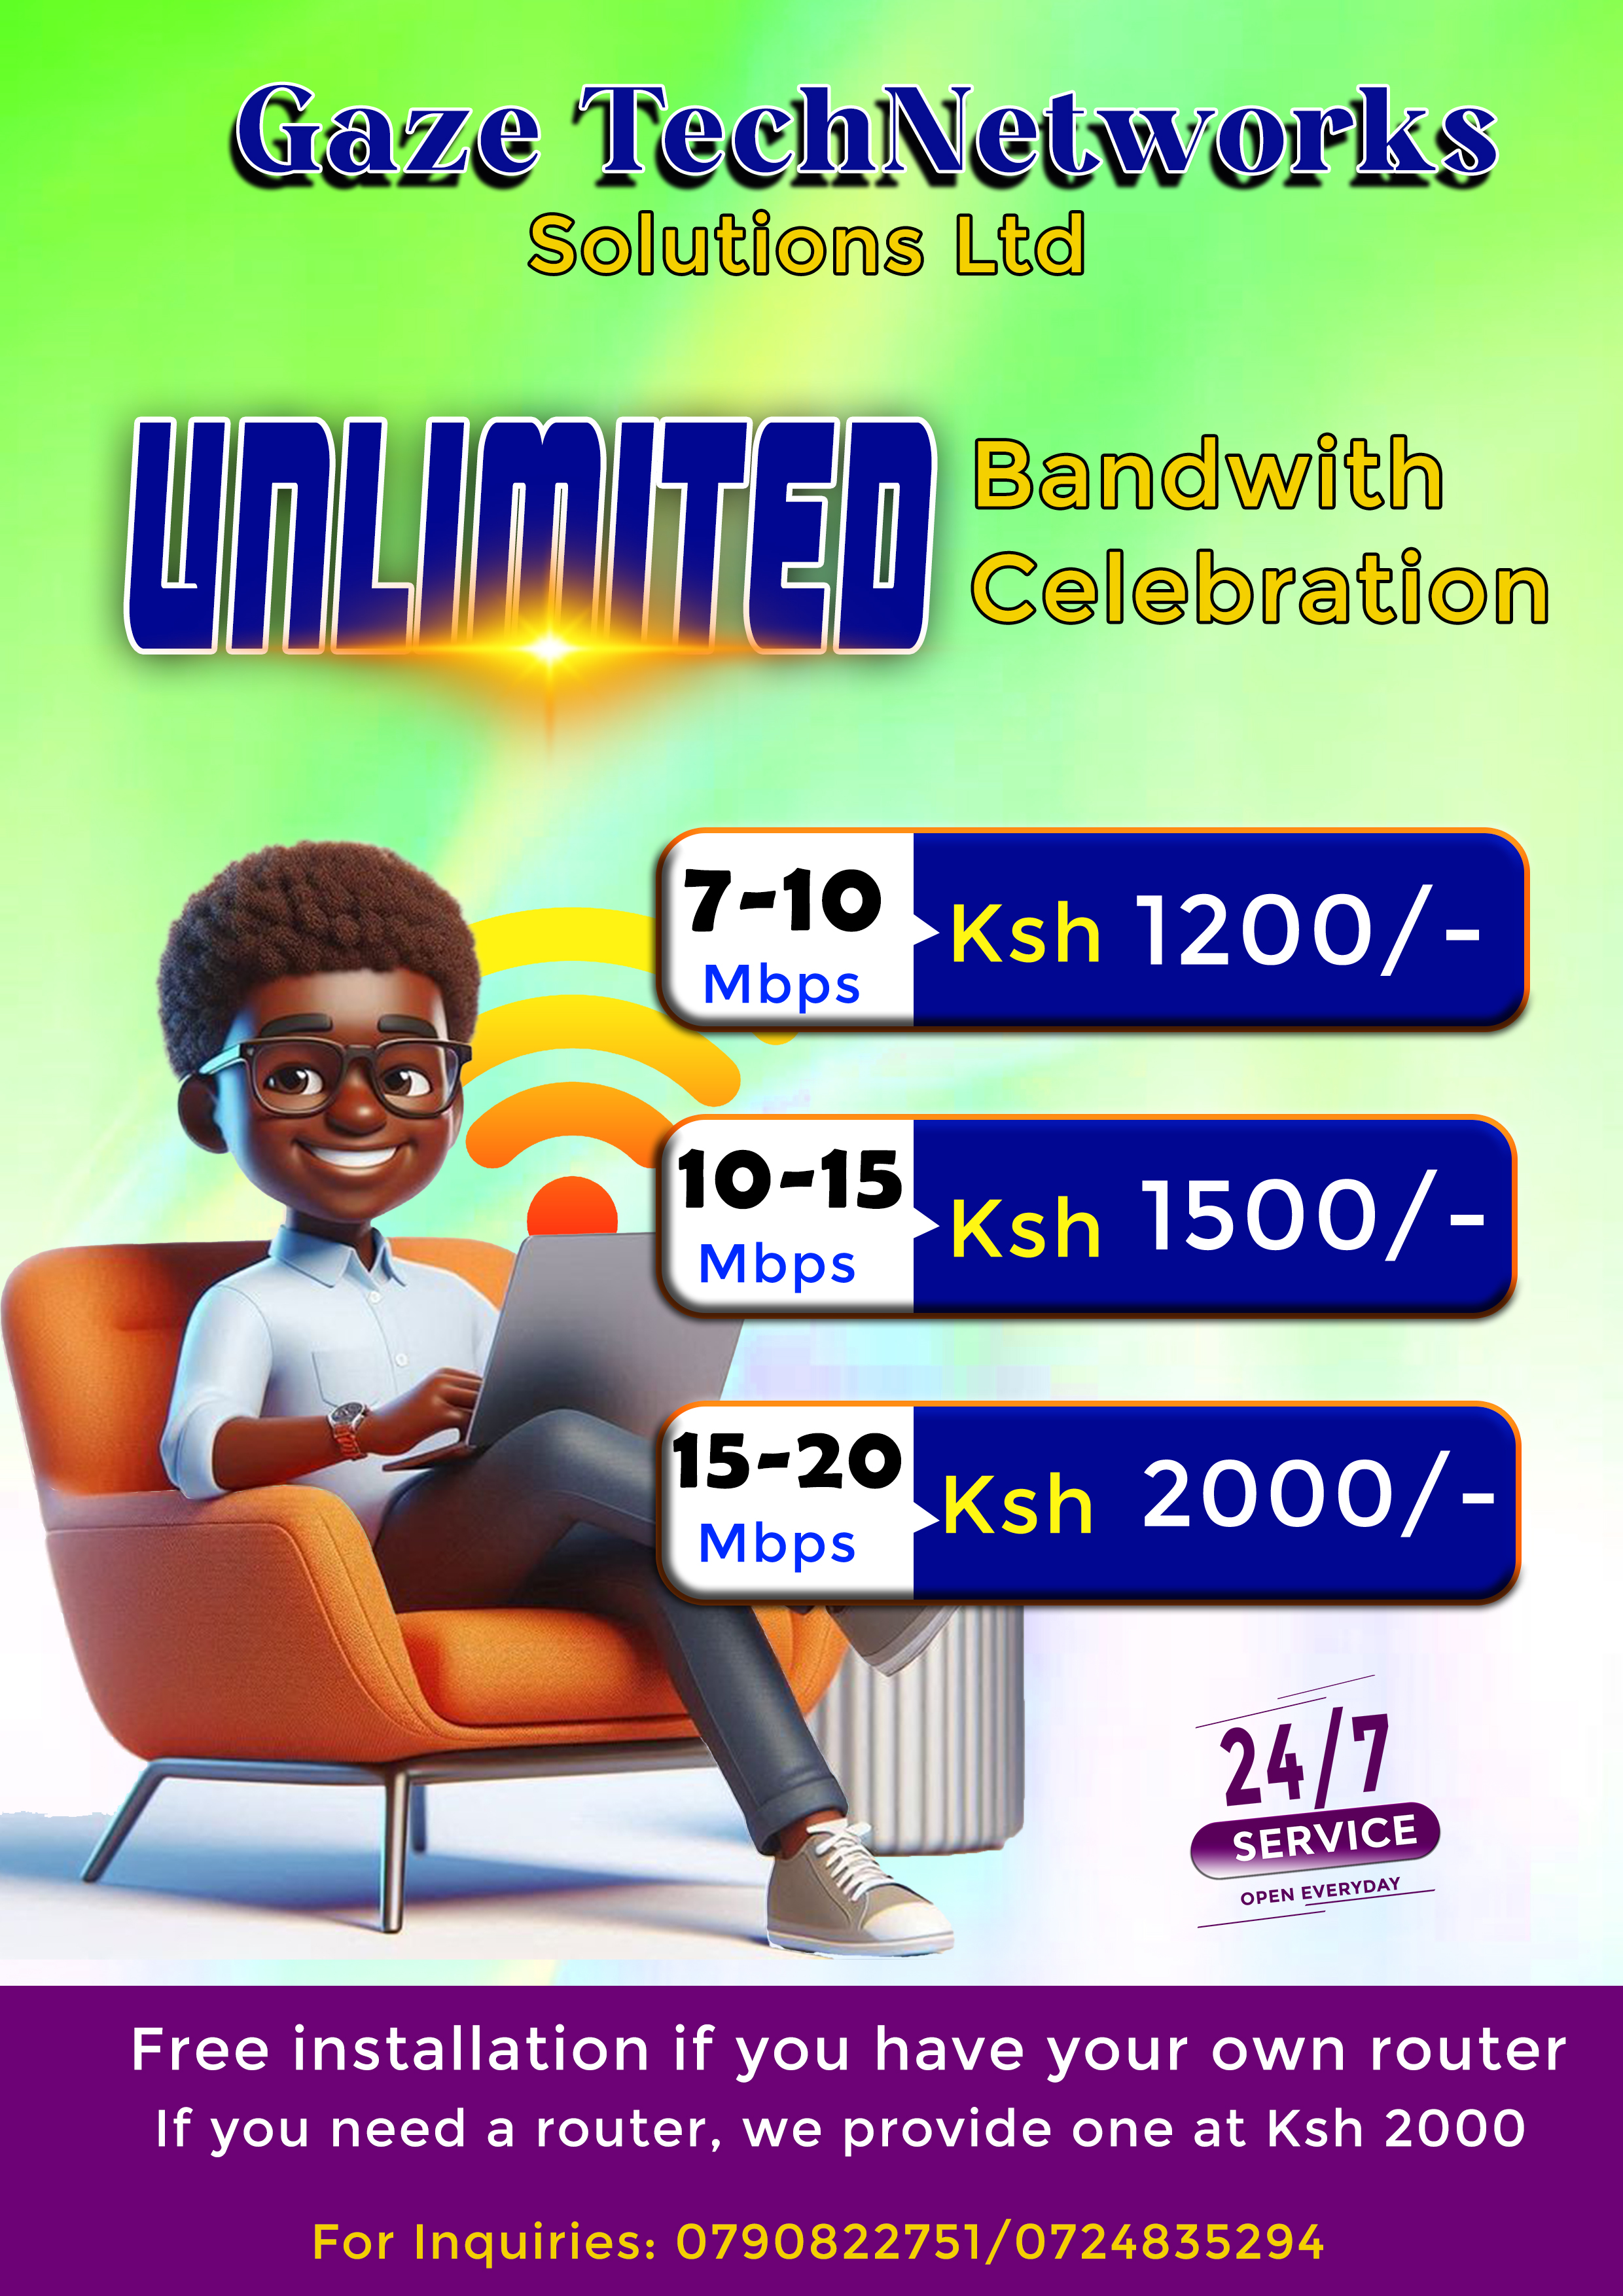 Gaze TechNetworks
Solutions Ltd
UNLIMITED
Bandwith
Celebration
7-10
Mbps
Ksh 1200/-
10-15
Mbps
Ksh 1500/-
15-20
Mbps
Ksh 2000/-
24/7
SERVICE
OPEN EVERYDAY
Free installation if you have your own router
If you need a router, we provide one at Ksh 2000
For Inquiries: 0790822751/0724835294